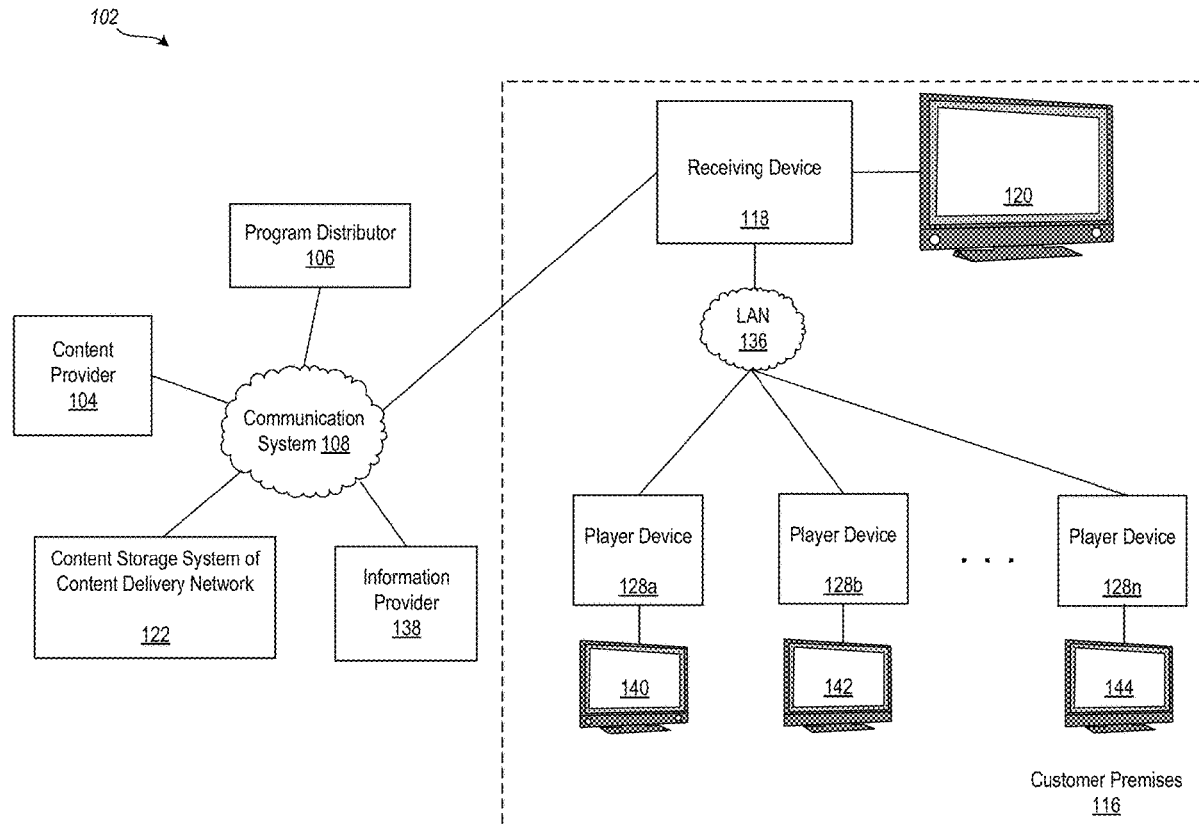 102
Receiving Device
118
120
Program Distributor
106
LAN
136
Content
Provider
104
Communication
System 108
Content Storage System of
Content Delivery Network
122
Information
Provider
138
Player Device
128a
Player Device
128b
. . .
Player Device
128n
140
142
144
Customer Premises
116